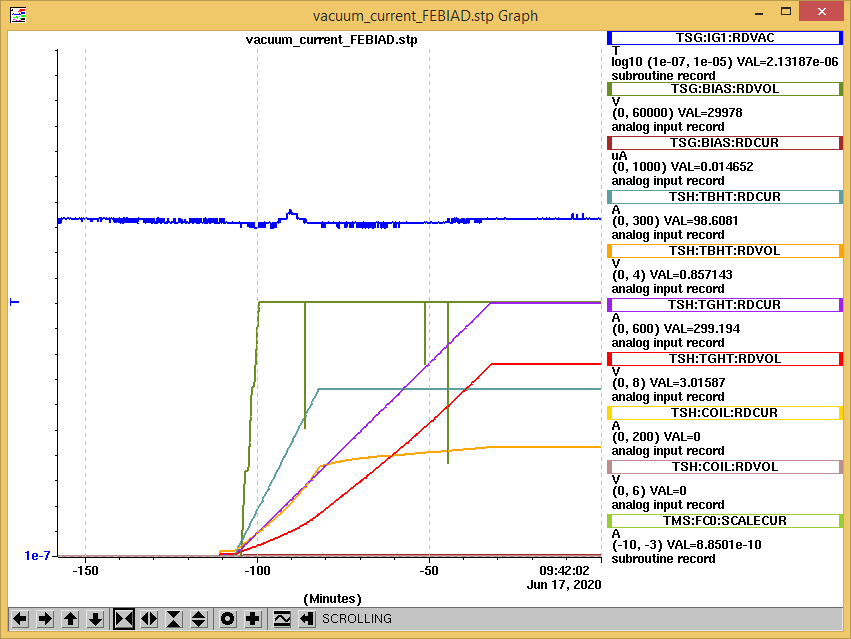 vacuum_current_FEBIAD.stp Graph
vacuum_current_FEBIAD.stp
TSG:IG1:RDVAC
T
log10 (1e-07, 1e-05) VAL=2.13187e-06
subroutine record
TSG:BIAS:RDVOL
V
(0, 60000) VAL=29978
analog input record
TSG:BIAS:RDCUR
uA
(0, 1000) VAL=0.014652
analog input record
TSH:TBHT:RDCUR
A
(0, 300) VAL=98.6081
analog input record
TSH:TBHT:RDVOL
V
(0, 4) VAL=0.857143
analog input record
TSH:TGHT:RDCUR
A
(0, 600) VAL=299.194
analog input record
TSH:TGHT:RDVOL
V
(0, 8) VAL=3.01587
analog input record
TSH:COIL:RDCUR
A
(0, 200) VAL=0
analog input record
TSH:COIL:RDVOL
V
(0, 6) VAL=0
analog input record
TMS:FC0:SCALECUR
A
(-10, -3) VAL=8.8501e-10
subroutine record
T
1e-7
-150
-100
-50
09:42:02
Jun 17, 2020
(Minutes)
SCROLLING